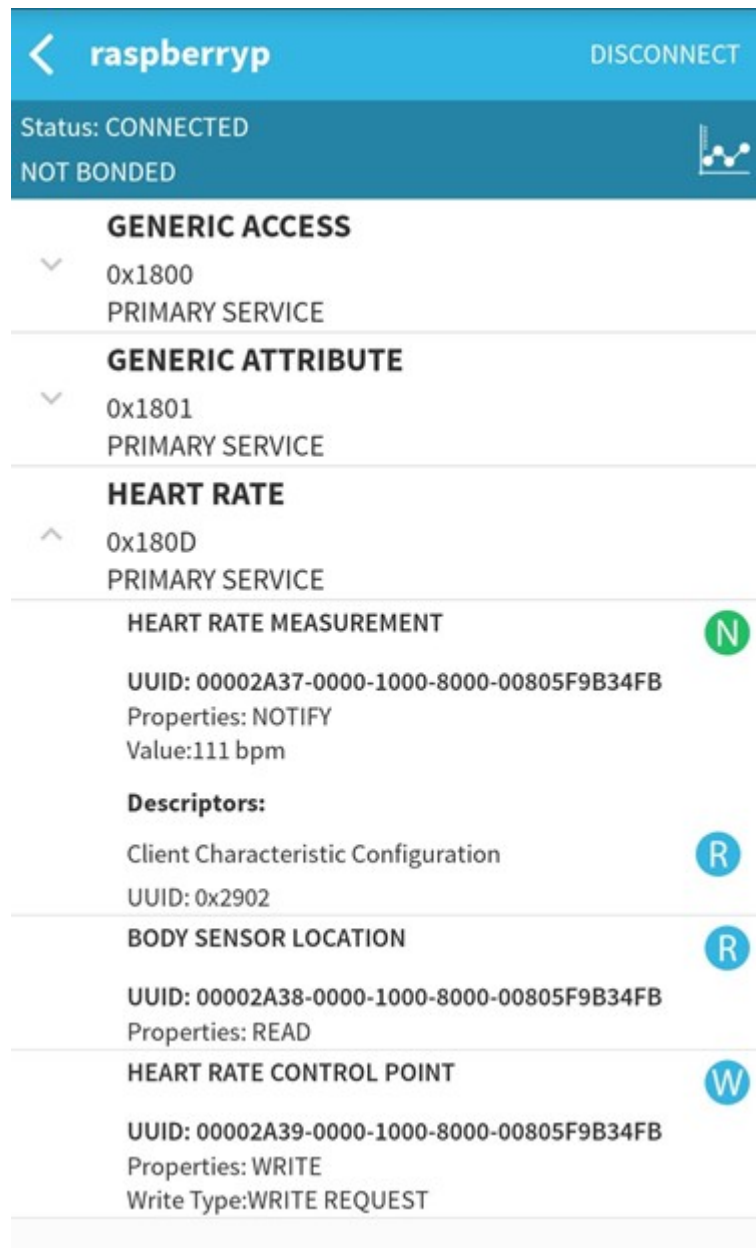 raspberryp DISCONNECT
Status: CONNECTED
NOT BONDED
GENERIC ACCESS
0x1800
PRIMARY SERVICE
GENERIC ATTRIBUTE
0x1801
PRIMARY SERVICE
HEART RATE
0x180D
PRIMARY SERVICE
HEART RATE MEASUREMENT N
UUID: 00002A37-0000-1000-8000-00805F9B34FB
Properties: NOTIFY
Value:111 bpm
Descriptors:
Client Characteristic Configuration R
UUID: 0x2902
BODY SENSOR LOCATION R
UUID: 00002A38-0000-1000-8000-00805F9B34FB
Properties: READ
HEART RATE CONTROL POINT W
UUID: 00002A39-0000-1000-8000-00805F9B34FB
Properties: WRITE
Write Type:WRITE REQUEST